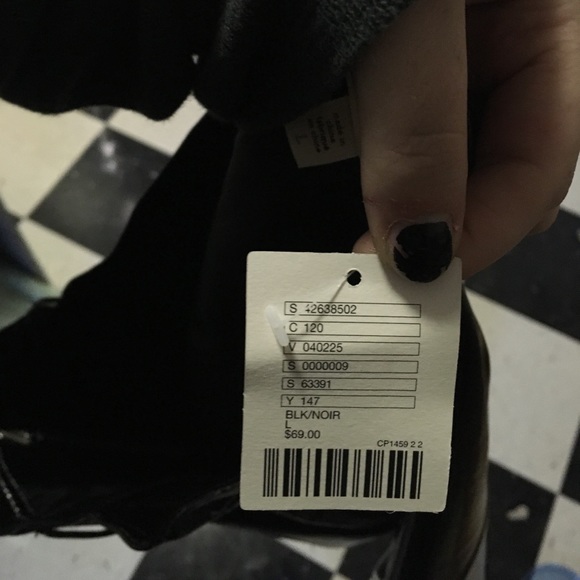 S 42638502
C 120
V 040225
S 0000009
S 63391
Y 147
BLK/NOIR
L
$69.00
CP1459 2 2